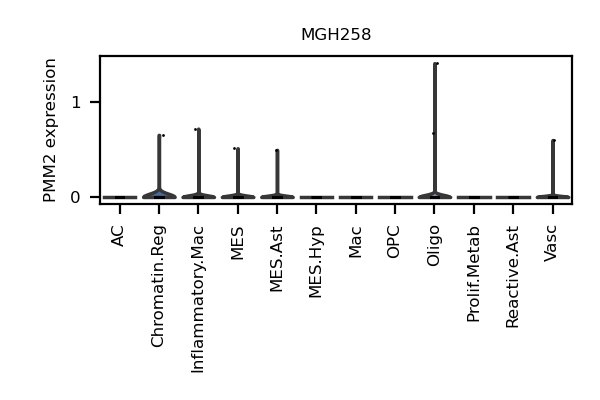 MGH258
PMM2 expression
1
0
AC
Chromatin.Reg
Inflammatory.Mac
MES
MES.Ast
MES.Hyp
Mac
OPC
Oligo
Prolif.Metab
Reactive.Ast
Vasc